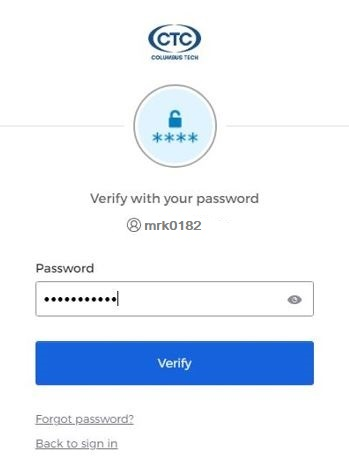 CTC
COLUMBUS TECH
****
Verify with your password
mrk0182
Password
•••••••••••
Verify
Forgot password?
Back to sign in